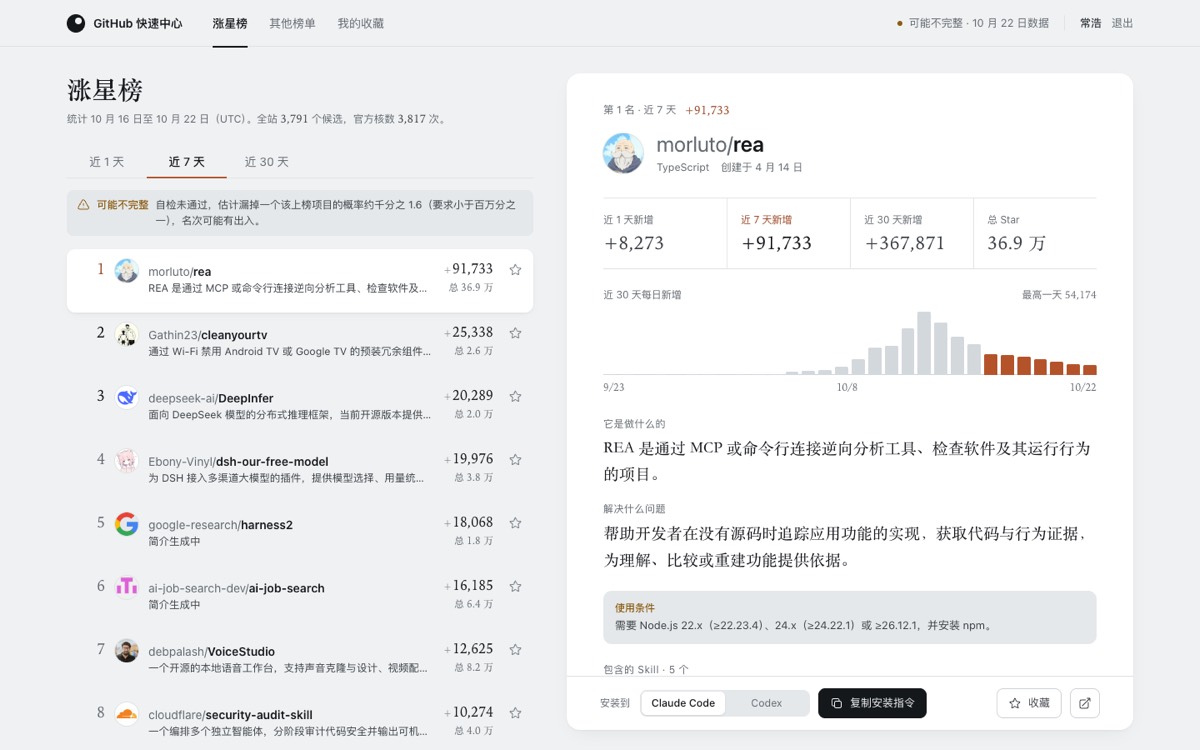 GitHub 快速中心
涨星榜
其他榜单
我的收藏
可能不完整 · 10 月 22 日数据
常浩
退出
涨星榜
统计 10 月 16 日至 10 月 22 日（UTC）。全站 3,791 个候选，官方核数 3,817 次。
近 1 天
近 7 天
近 30 天
可能不完整 自检未通过，估计漏掉一个该上榜项目的概率约千分之 1.6（要求小于百万分之
一），名次可能有出入。
1
morluto/rea
REA 是通过 MCP 或命令行连接逆向分析工具、检查软件及...
+91,733
总 36.9 万
2
Gathin23/cleanyourtv
通过 Wi-Fi 禁用 Android TV 或 Google TV 的预装冗余组件...
+25,338
总 2.6 万
3
deepseek-ai/DeepInfer
面向 DeepSeek 模型的分布式推理框架，当前开源版本提供...
+20,289
总 2.0 万
4
Ebony-Vinyl/dsh-our-free-model
为 DSH 接入多渠道大模型的插件，提供模型选择、用量统...
+19,976
总 3.8 万
5
google-research/harness2
简介生成中
+18,068
总 1.8 万
6
ai-job-search-dev/ai-job-search
简介生成中
+16,185
总 6.4 万
7
debpalash/VoiceStudio
一个开源的本地语音工作台，支持声音克隆与设计、视频配...
+12,625
总 8.2 万
8
cloudflare/security-audit-skill
一个编排多个独立智能体，分阶段审计代码安全并输出可机...
+10,274
总 4.0 万
第 1 名 · 近 7 天 +91,733
morluto/rea
TypeScript 创建于 4 月 14 日
近 1 天新增
+8,273
近 7 天新增
+91,733
近 30 天新增
+367,871
总 Star
36.9 万
近 30 天每日新增
最高一天 54,174
9/23
10/8
10/22
它是做什么的
REA 是通过 MCP 或命令行连接逆向分析工具、检查软件及其运行行为
的项目。
解决什么问题
帮助开发者在没有源码时追踪应用功能的实现，获取代码与行为证据，
为理解、比较或重建功能提供依据。
使用条件
需要 Node.js 22.x（≥22.23.4）、24.x（≥24.22.1）或 ≥26.12.1，并安装 npm。
包含的 Skill · 5 个
安装到
Claude Code
Codex
复制安装指令
收藏